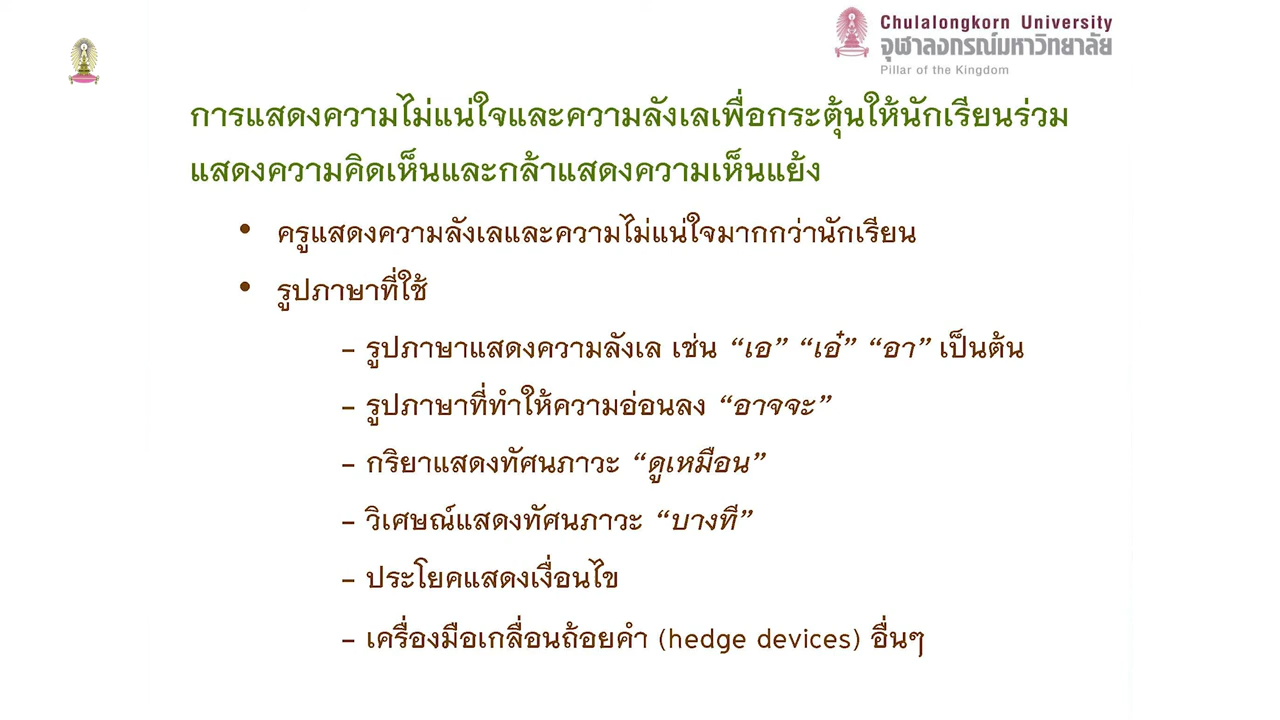 Chulalongkorn University
จุฬาลงกรณ์มหาวิทยาลัย
Pillar of the Kingdom
การแสดงความไม่แน่ใจและความลังเลเพื่อกระตุ้นให้นักเรียนร่วม
แสดงความคิดเห็นและกล้าแสดงความเห็นแย้ง
• ครูแสดงความลังเลและความไม่แน่ใจมากกว่านักเรียน
• รูปภาษาที่ใช้
– รูปภาษาแสดงความลังเล เช่น “เอ” “เอ๋” “อา” เป็นต้น
– รูปภาษาที่ทำให้ความอ่อนลง “อาจจะ”
– กริยาแสดงทัศนภาวะ “ดูเหมือน”
– วิเศษณ์แสดงทัศนภาวะ “บางที”
– ประโยคแสดงเงื่อนไข
– เครื่องมือเกลื่อนถ้อยคำ (hedge devices) อื่นๆ